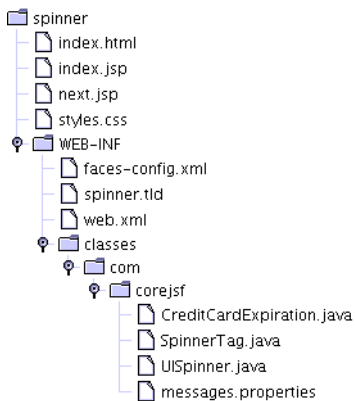 spinner
index.html
index.jsp
next.jsp
styles.css
WEB-INF
faces-config.xml
spinner.tld
web.xml
classes
com
corejsf
CreditCardExpiration.java
SpinnerTag.java
UISpinner.java
messages.properties